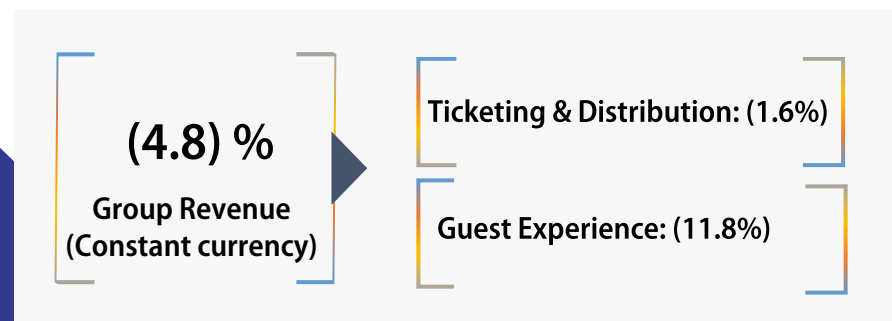 (4.8) %
Group Revenue
(Constant currency)
Ticketing & Distribution: (1.6%)
Guest Experience: (11.8%)